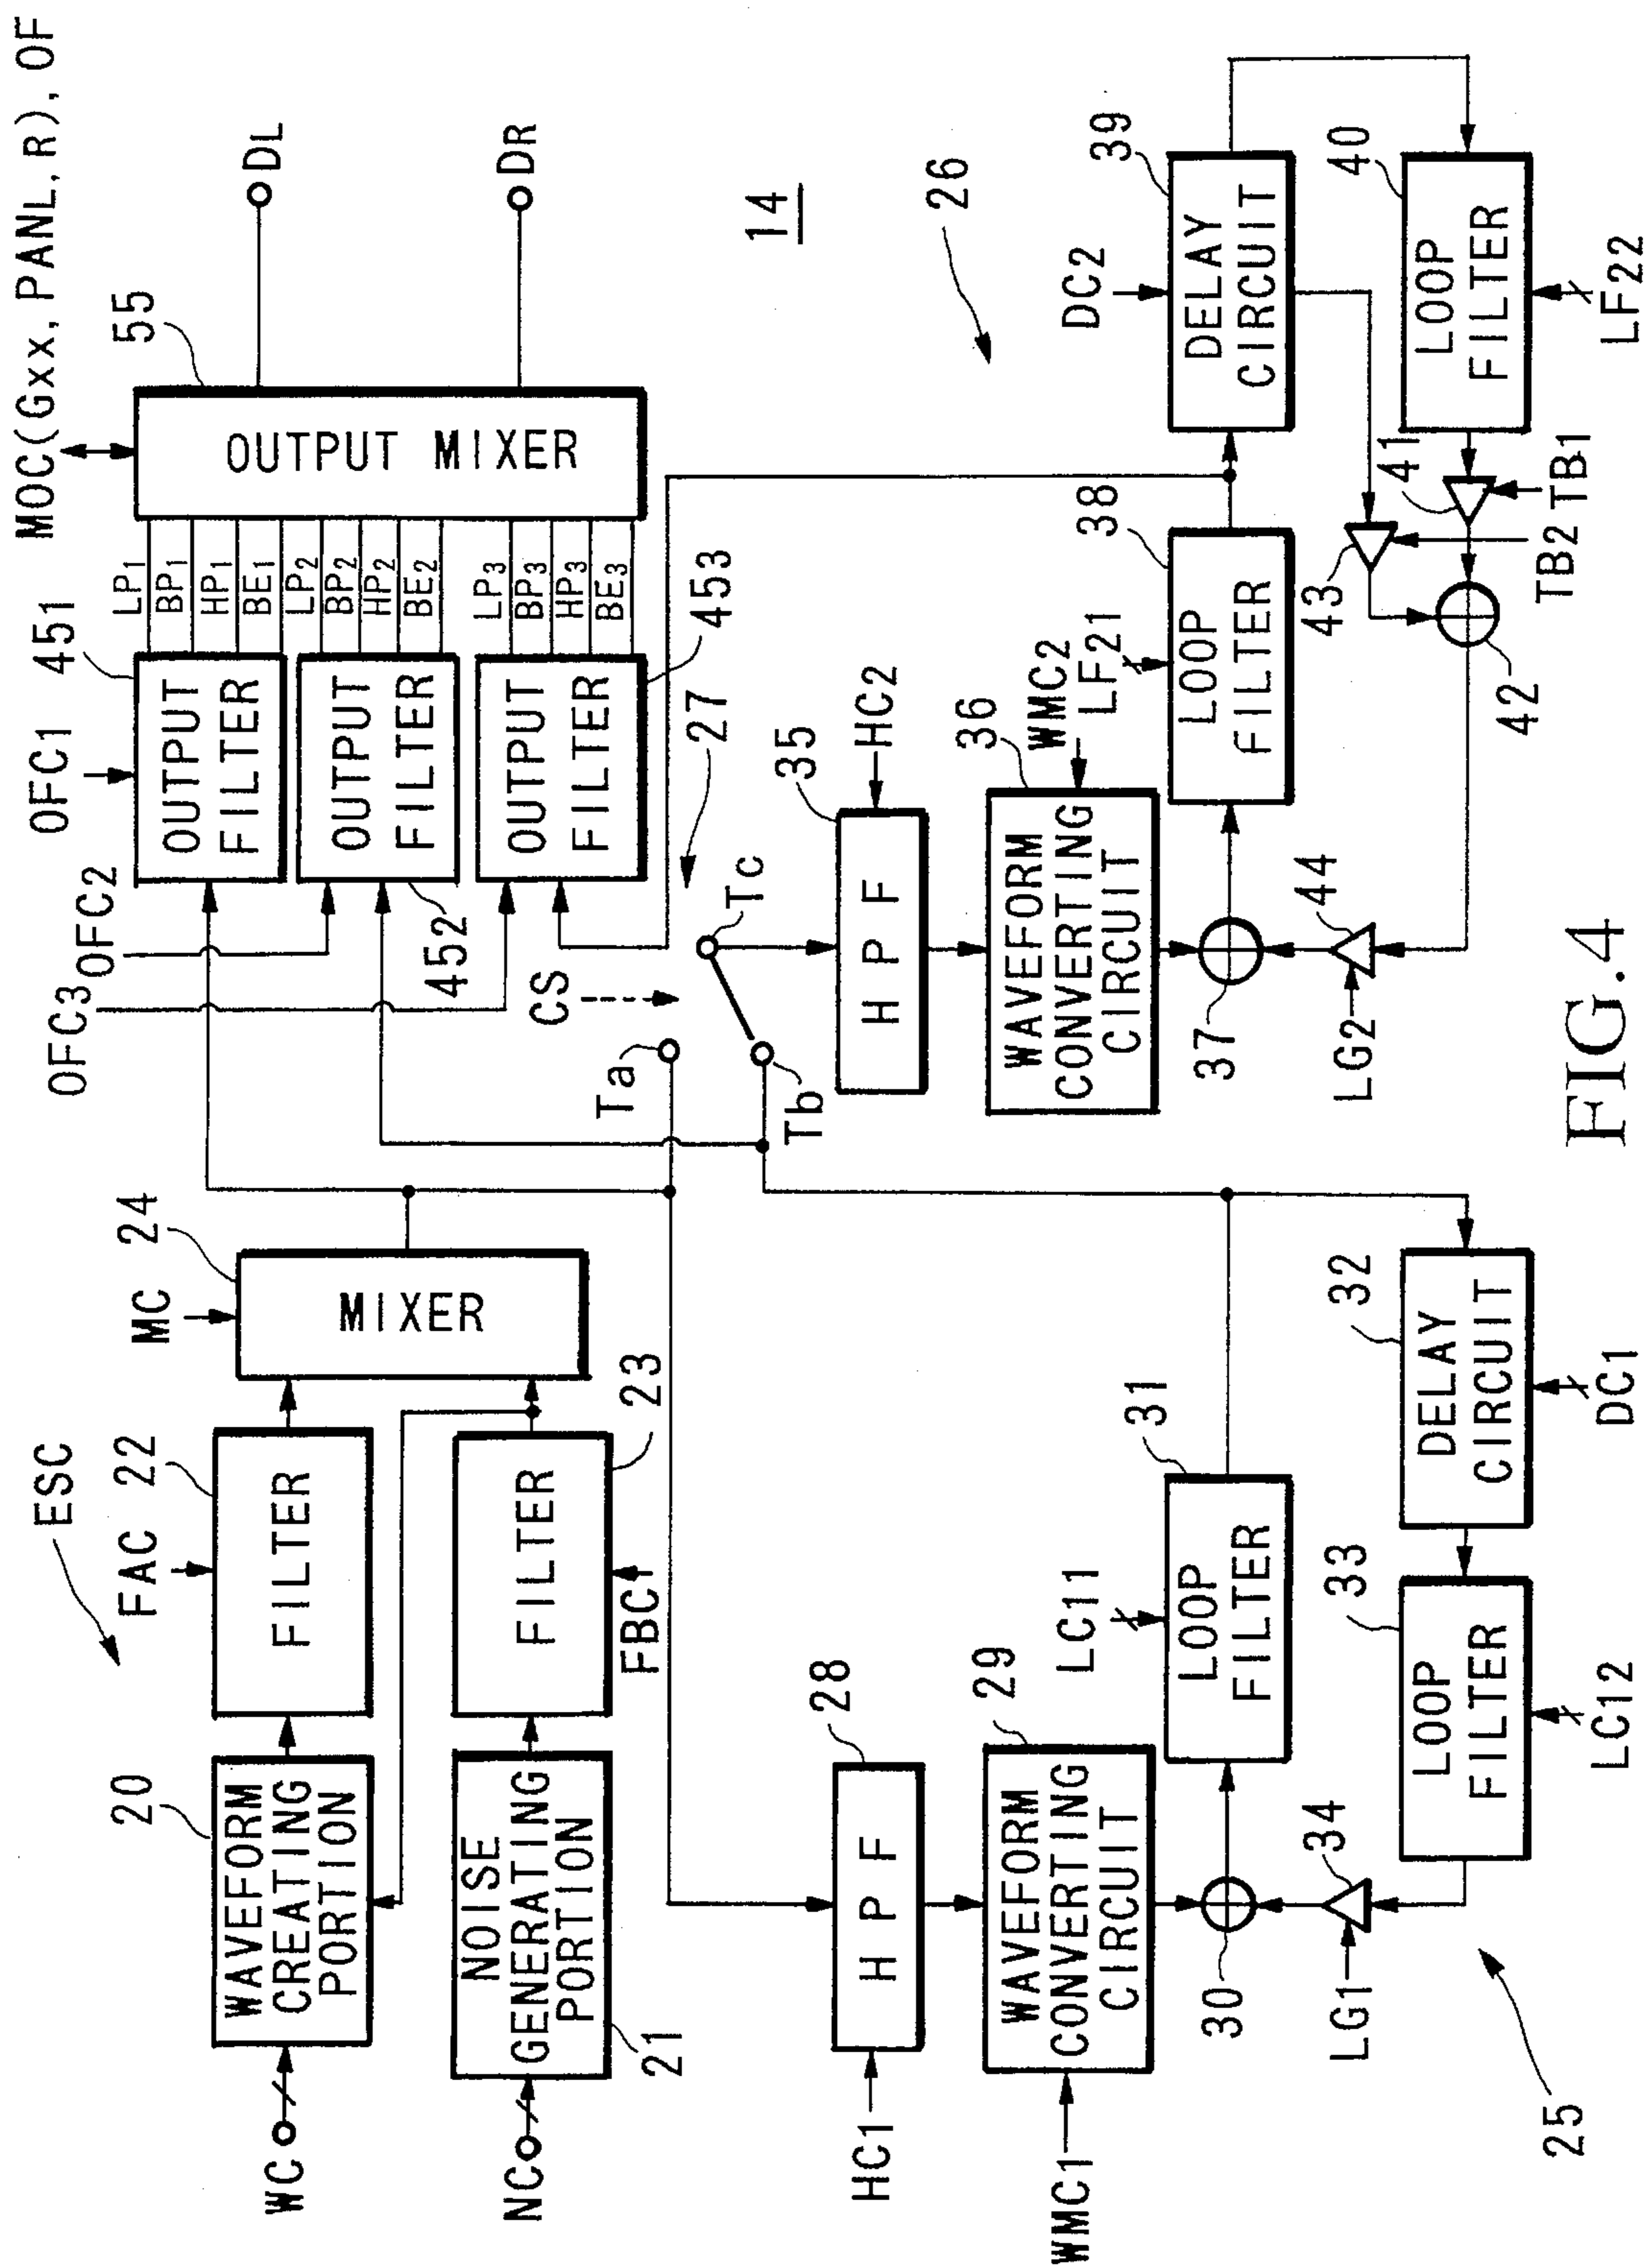 MOC(Gxx, PANL, R), OF
ESC
FAC
22
MC
24
OFC3
OFC2
OFC1
451
55
WC
20
WAVEFORM
CREATING
PORTION
FILTER
MIXER
OUTPUT
FILTER
LP1
BP1
HP1
BE1
OUTPUT MIXER
DL
452
OUTPUT
FILTER
LP2
BP2
HP2
BE2
NC
21
NOISE
GENERATING
PORTION
FILTER
23
FBC
OUTPUT
FILTER
LP3
BP3
HP3
BE3
453
DR
CS
Ta
Tb
Tc
27
14
HC1
28
HPF
35
HPF
HC2
26
WMC1
29
WAVEFORM
CONVERTING
CIRCUIT
36
WAVEFORM
CONVERTING
CIRCUIT
WMC2
LF21
38
DC2
39
LC11
31
30
LOOP
FILTER
37
LOOP
FILTER
DELAY
CIRCUIT
LG1
34
33
32
LG2
44
43
41
40
LOOP
FILTER
DELAY
CIRCUIT
42
LOOP
FILTER
25
LC12
DC1
TB2
TB1
LF22
FIG.4